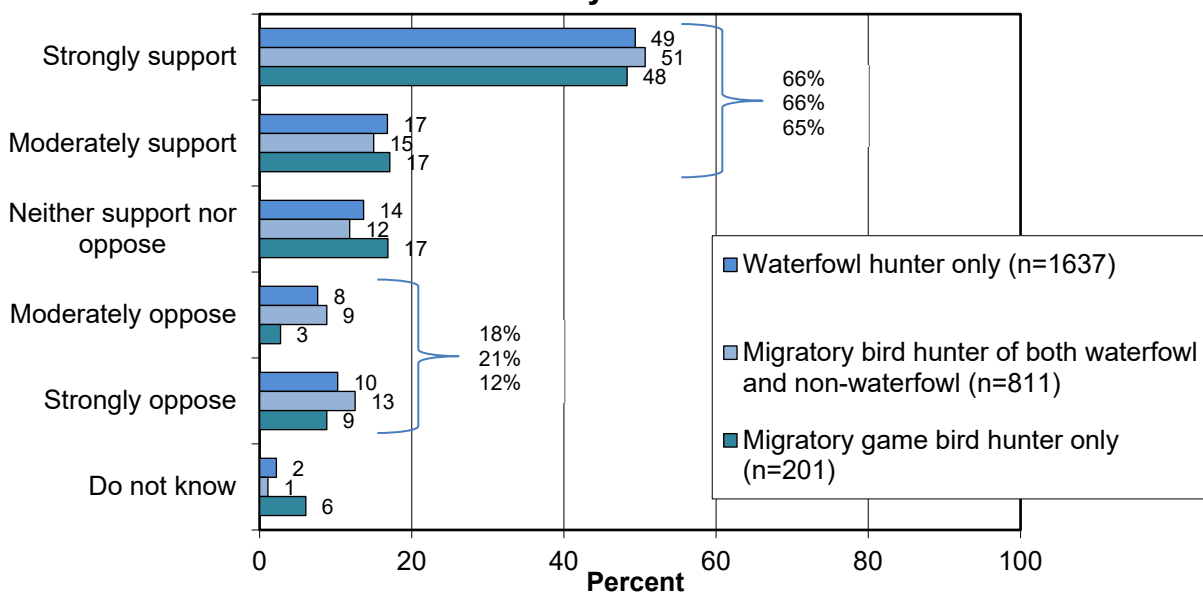 Strongly support
49
51
48
66%
66%
65%
Moderately support
17
15
17
Neither support nor
oppose
14
12
17
Moderately oppose
8
9
3
18%
21%
12%
Strongly oppose
10
13
9
Do not know
2
1
6
Waterfowl hunter only (n=1637)
Migratory bird hunter of both waterfowl
and non-waterfowl (n=811)
Migratory game bird hunter only
(n=201)
0 20 40 60 80 100
Percent